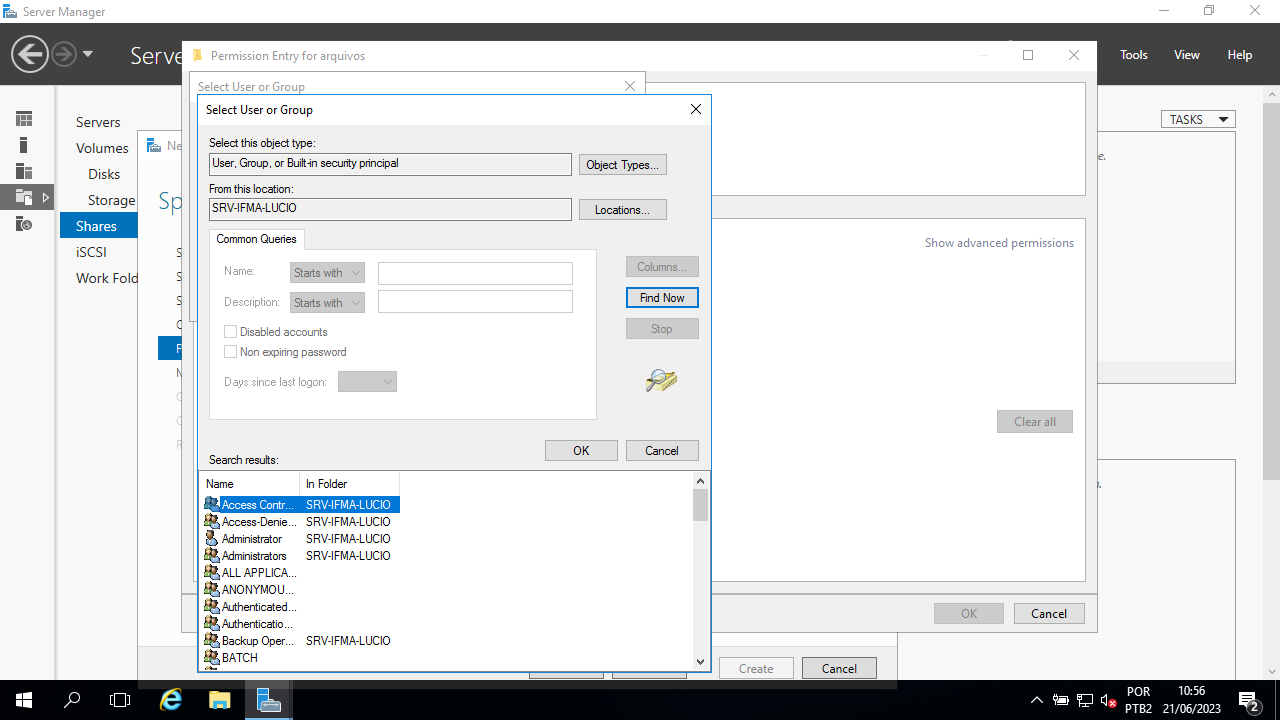 Server Manager
Serve
Tools
View
Help
Permission Entry for arquivos
Select User or Group
Select User or Group
Select this object type:
User, Group, or Built-in security principal
Object Types...
From this location:
SRV-IFMA-LUCIO
Locations...
Common Queries
Name:
Starts with
Description:
Starts with
Disabled accounts
Non expiring password
Days since last logon:
Columns...
Find Now
Stop
OK
Cancel
Search results:
Name In Folder
Access Contr... SRV-IFMA-LUCIO
Access-Denie... SRV-IFMA-LUCIO
Administrator SRV-IFMA-LUCIO
Administrators SRV-IFMA-LUCIO
ALL APPLICA...
ANONYMOU...
Authenticated...
Authenticatio...
Backup Oper... SRV-IFMA-LUCIO
BATCH
Servers
Volumes
Disks
Storage
Shares
iSCSI
Work Fold
Ne
Sp
TASKS
Show advanced permissions
Clear all
OK
Cancel
Create
Cancel
POR
PTB2
10:56
21/06/2023
2